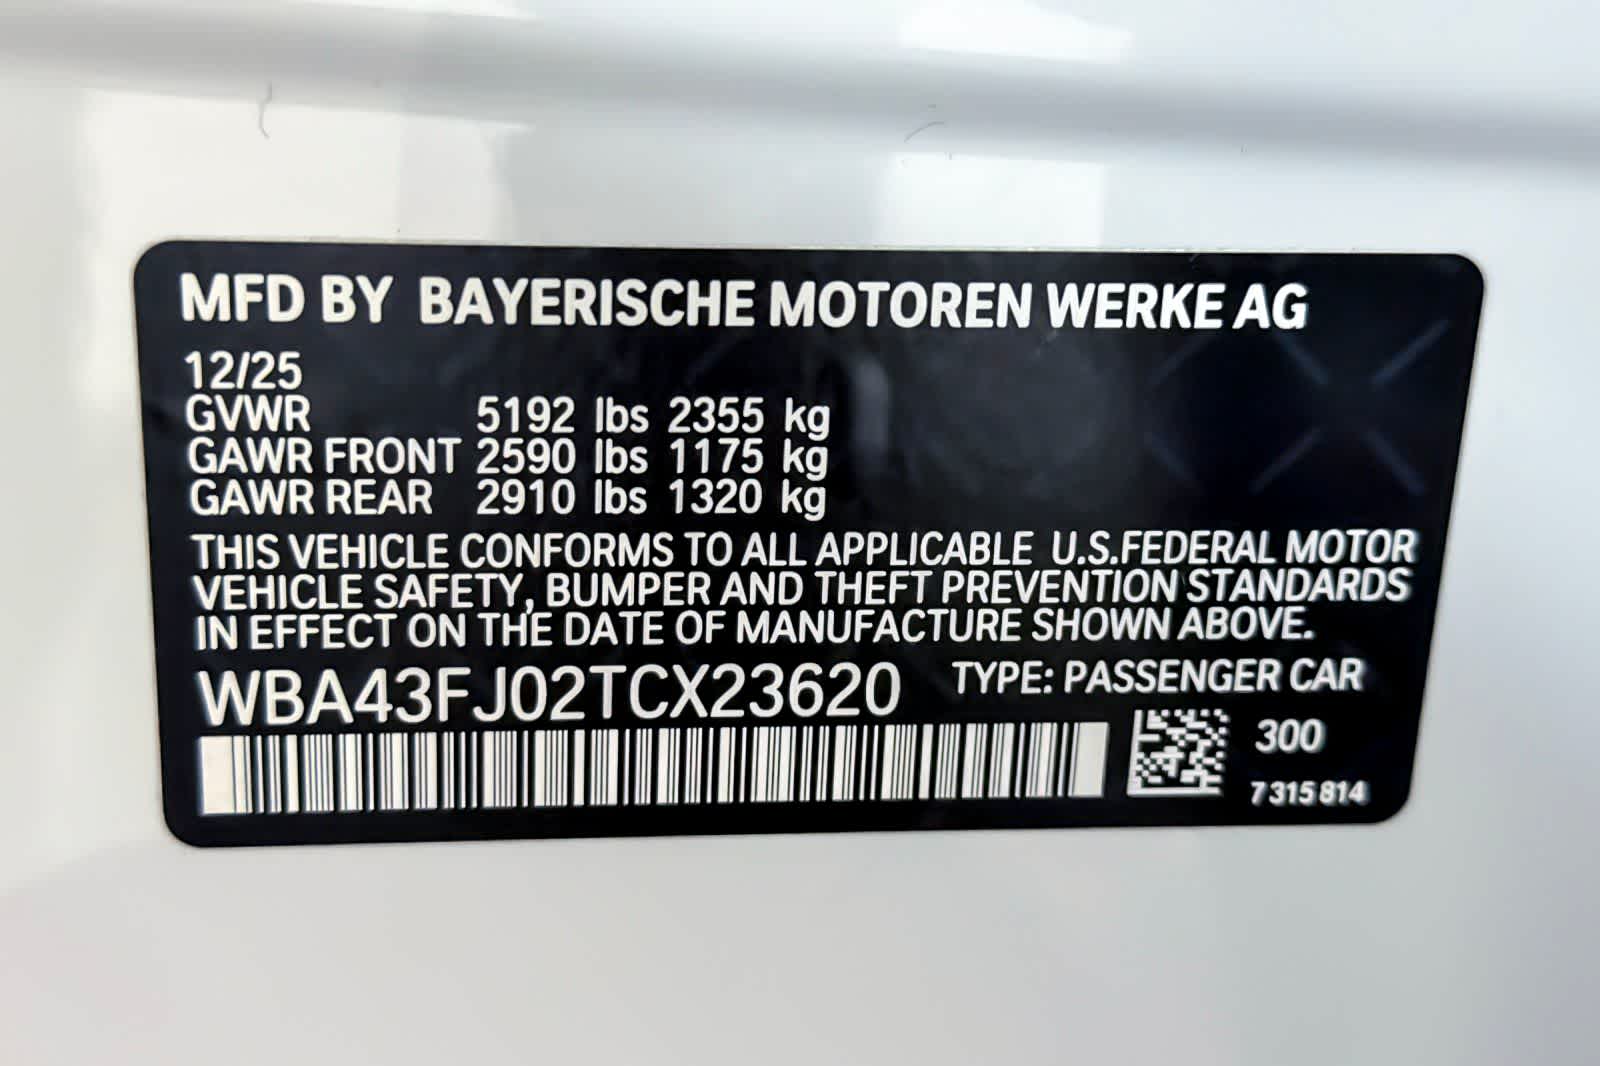 MFD BY BAYERISCHE MOTOREN WERKE AG
12/25
GVWR 5192 lbs 2355 kg
GAWR FRONT 2590 lbs 1175 kg
GAWR REAR 2910 lbs 1320 kg
THIS VEHICLE CONFORMS TO ALL APPLICABLE U.S.FEDERAL MOTOR
VEHICLE SAFETY, BUMPER AND THEFT PREVENTION STANDARDS
IN EFFECT ON THE DATE OF MANUFACTURE SHOWN ABOVE.
WBA43FJ02TCX23620 TYPE: PASSENGER CAR
300
7 315 814